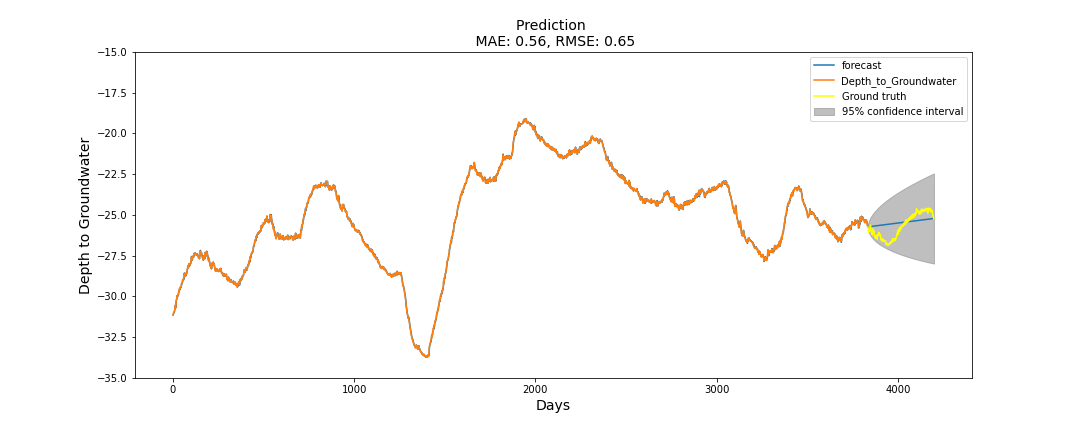 Prediction
MAE: 0.56, RMSE: 0.65
−15.0
−17.5
−20.0
−22.5
−25.0
−27.5
−30.0
−32.5
−35.0
Depth to Groundwater
forecast
Depth_to_Groundwater
Ground truth
95% confidence interval
0
1000
2000
3000
4000
Days